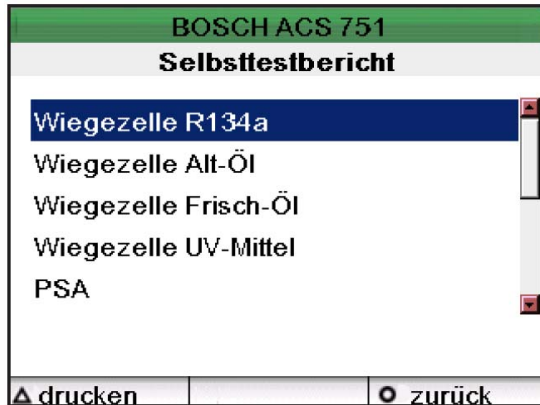 BOSCH ACS 751
Selbsttestbericht
Wiegezelle R134a
Wiegezelle Alt-Öl
Wiegezelle Frisch-Öl
Wiegezelle UV-Mittel
PSA
drucken zurück